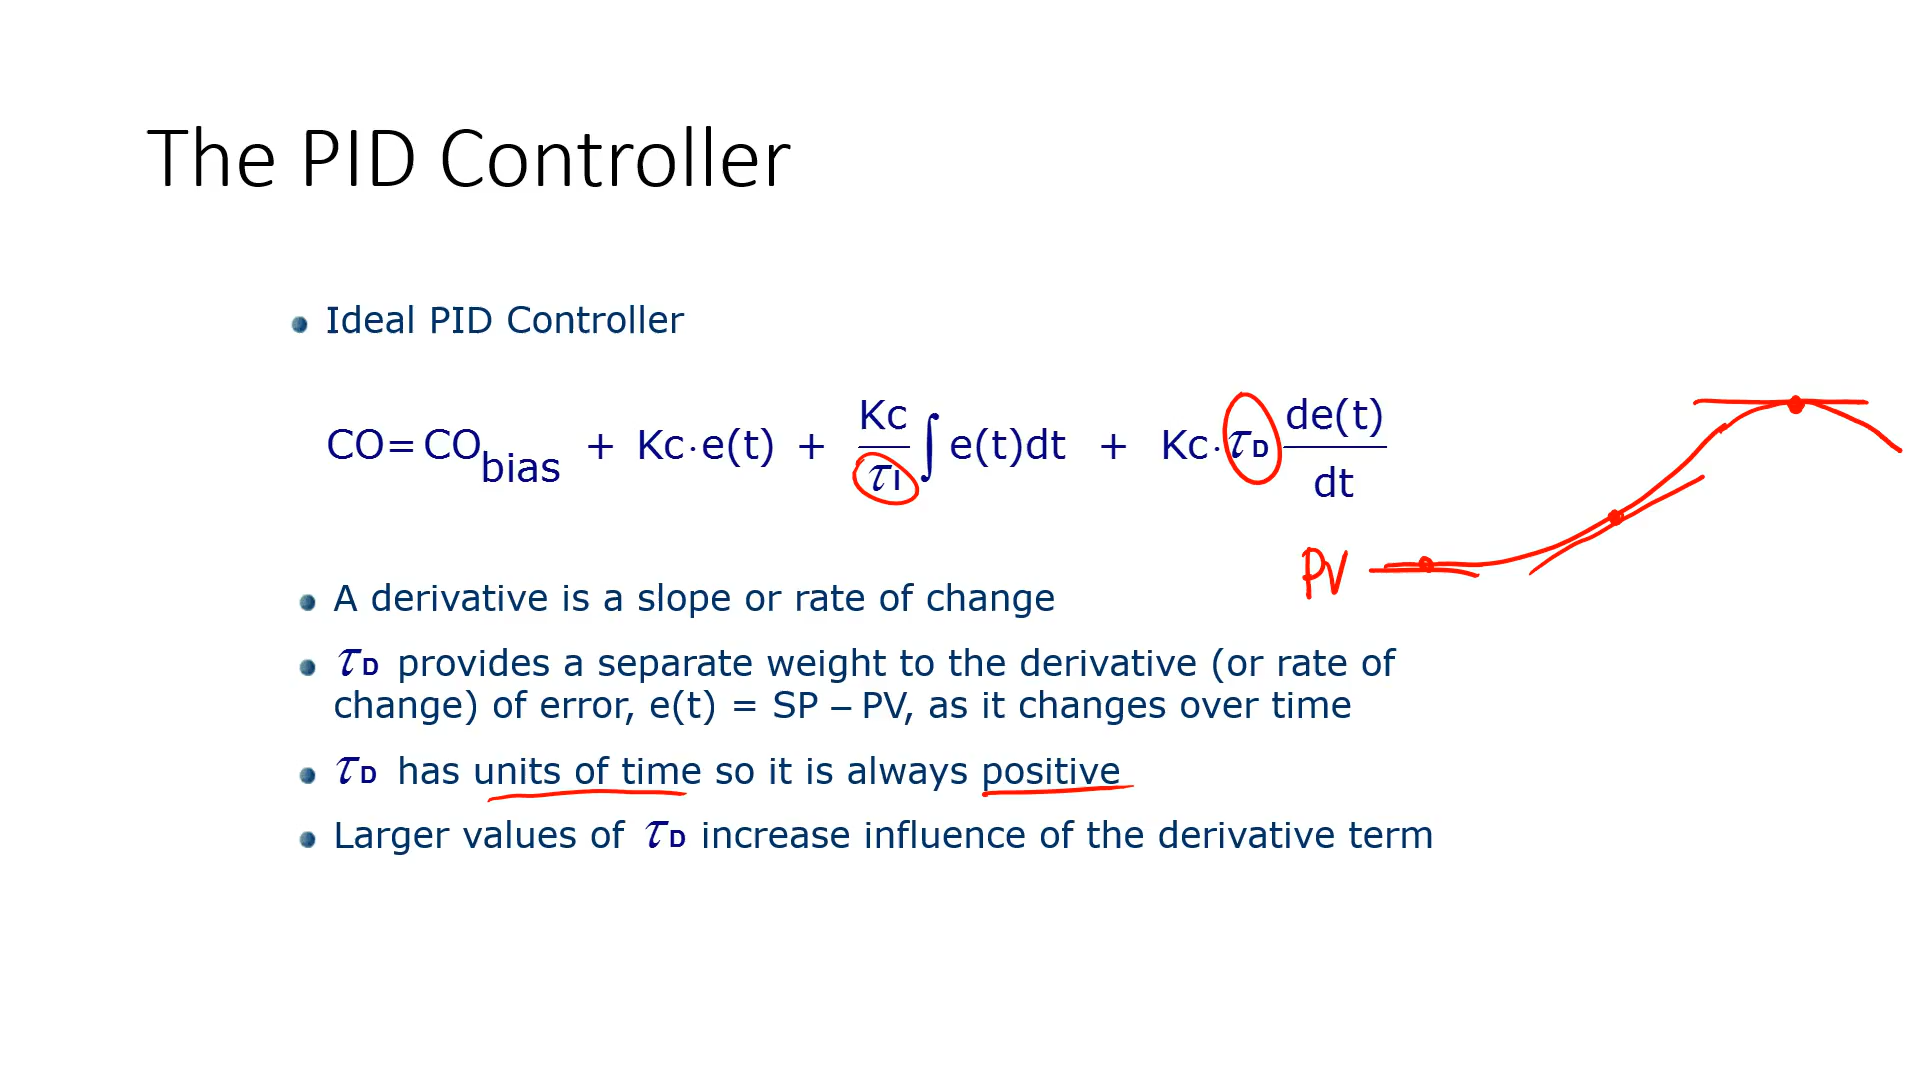 The PID Controller
Ideal PID Controller
CO = CO_bias + Kc·e(t) + Kc/τI ∫ e(t)dt + Kc·τD de(t)/dt
PV
A derivative is a slope or rate of change
τD provides a separate weight to the derivative (or rate of
change) of error, e(t) = SP – PV, as it changes over time
τD has units of time so it is always positive
Larger values of τD increase influence of the derivative term